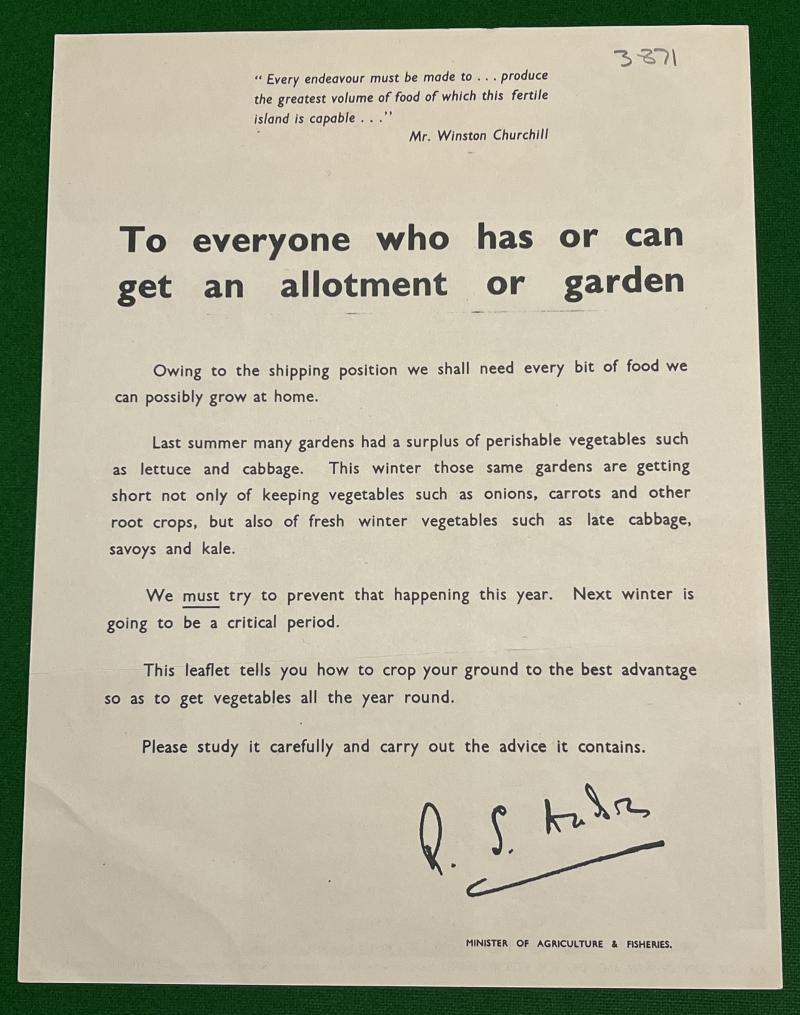 3-871
" Every endeavour must be made to . . . produce
the greatest volume of food of which this fertile
island is capable . . ."
Mr. Winston Churchill
To everyone who has or can
get an allotment or garden
Owing to the shipping position we shall need every bit of food we
can possibly grow at home.
Last summer many gardens had a surplus of perishable vegetables such
as lettuce and cabbage. This winter those same gardens are getting
short not only of keeping vegetables such as onions, carrots and other
root crops, but also of fresh winter vegetables such as late cabbage,
savoys and kale.
We must try to prevent that happening this year. Next winter is
going to be a critical period.
This leaflet tells you how to crop your ground to the best advantage
so as to get vegetables all the year round.
Please study it carefully and carry out the advice it contains.
R. S. Hudson
MINISTER OF AGRICULTURE & FISHERIES.